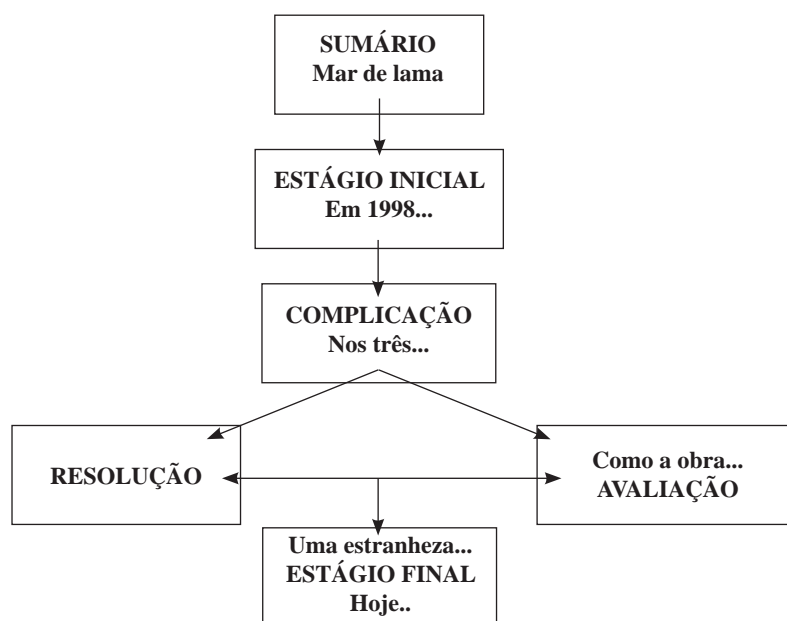 SUMÁRIO
Mar de lama
ESTÁGIO INICIAL
Em 1998...
COMPLICAÇÃO
Nos três...
RESOLUÇÃO
Como a obra...
AVALIAÇÃO
Uma estranheza...
ESTÁGIO FINAL
Hoje..